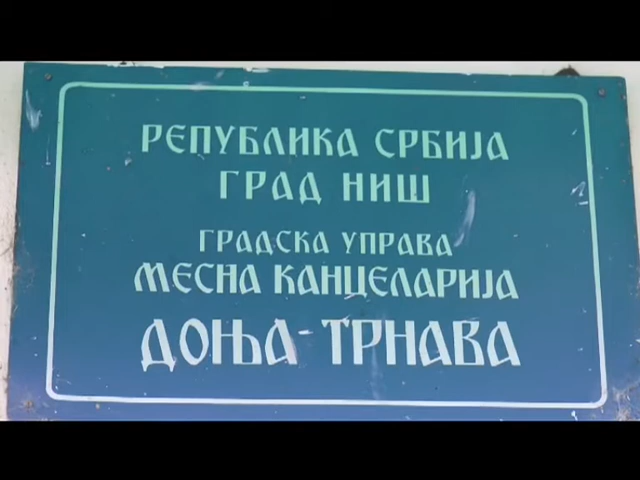 РЕПУБЛИКА СРБИЈА
ГРАД НИШ
ГРАДСКА УПРАВА
МЕСНА КАНЦЕЛАРИЈА
ДОЊА ТРНАВА